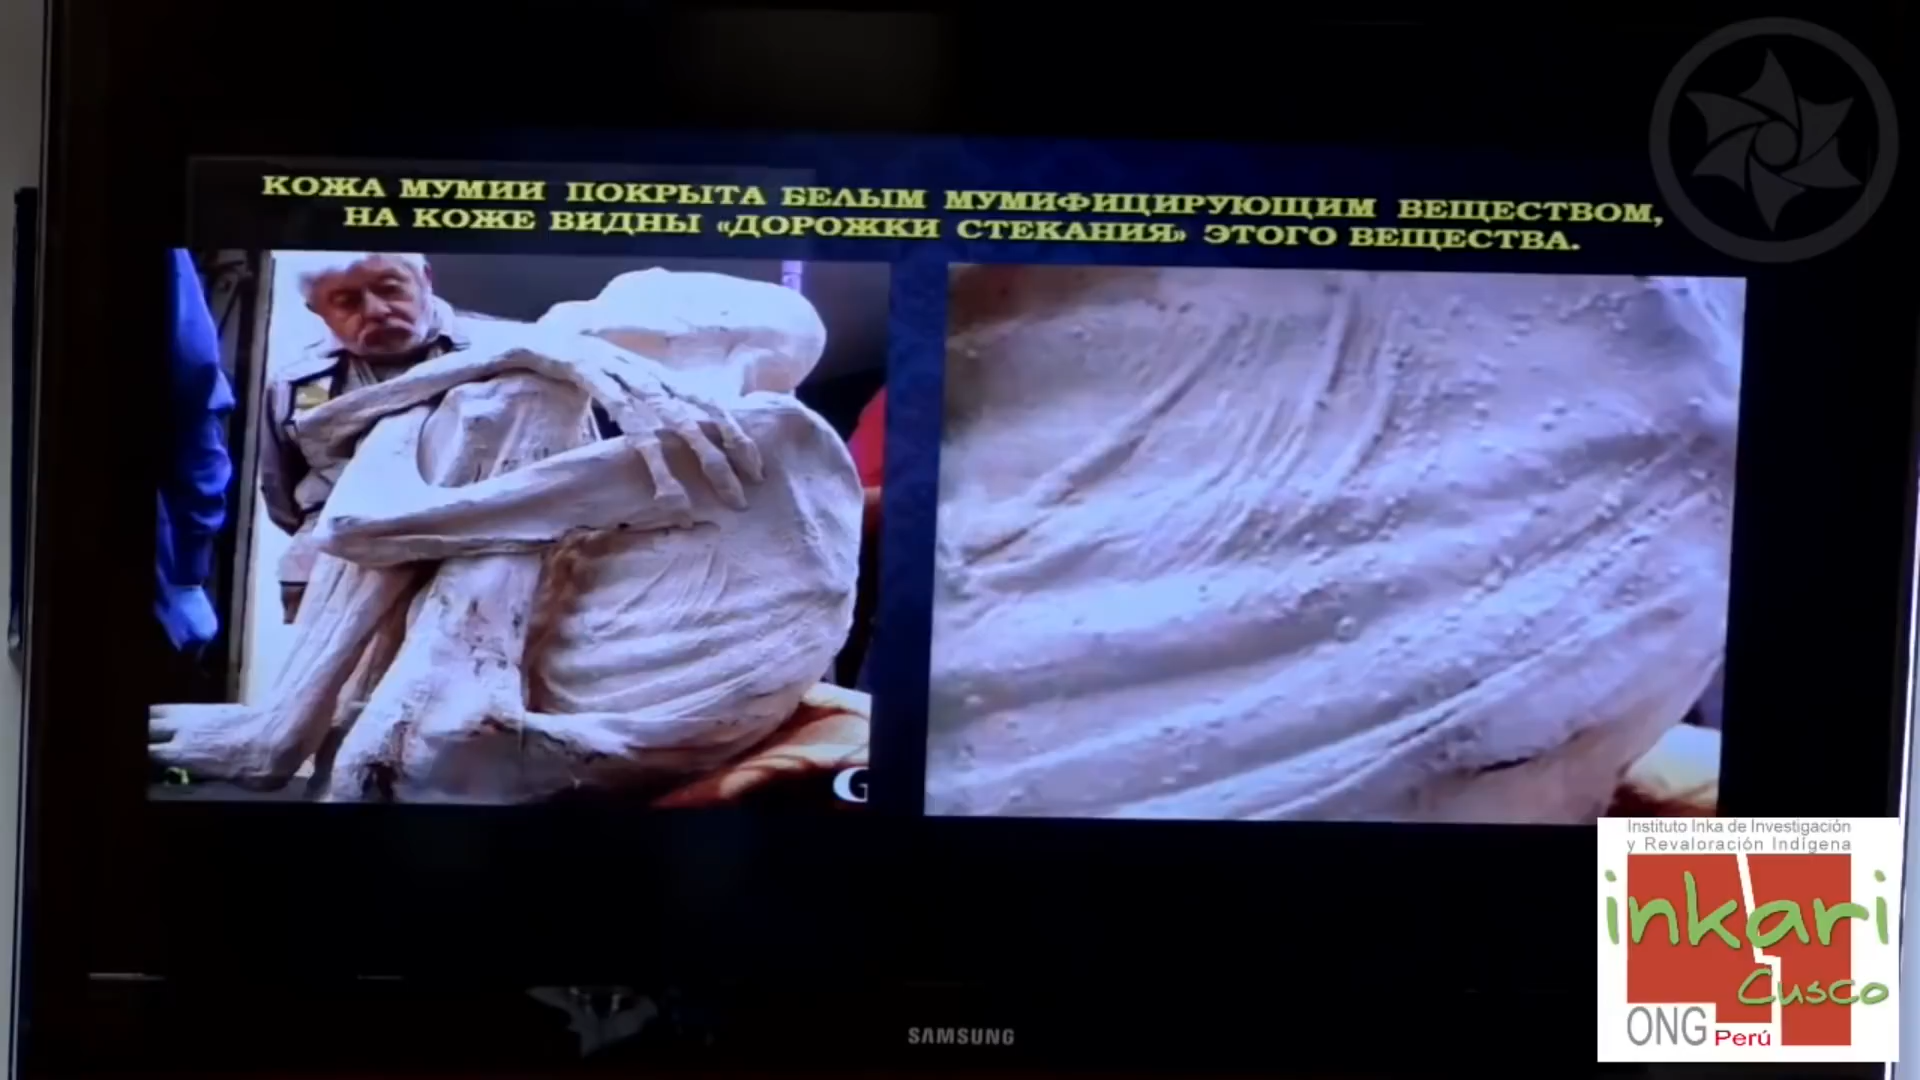 КОЖА МУМИИ ПОКРЫТА БЕЛЫМ МУМИФИЦИРУЮЩИМ ВЕЩЕСТВОМ,
НА КОЖЕ ВИДНЫ «ДОРОЖКИ СТЕКАНИЯ» ЭТОГО ВЕЩЕСТВА.
G
Instituto Inka de Investigación
y Revaloración Indígena
inkari
Cusco
ONG Perú
SAMSUNG